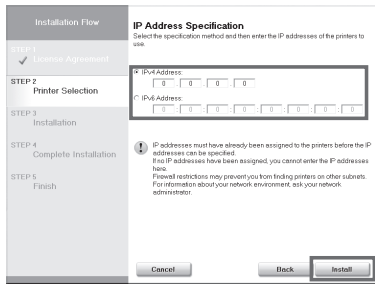 Installation Flow
STEP 1
License Agreement
STEP 2
Printer Selection
STEP 3
Installation
STEP 4
Complete Installation
STEP 5
Finish
IP Address Specification
Select the specification method and then enter the IP addresses of the printers to
use.
IPv4 Address:
0 . 0 . 0 . 0
IPv6 Address:
0 : 0 : 0 : 0 : 0 : 0 : 0 : 0
IP addresses must have already been assigned to the printers before the IP
addresses can be specified.
If no IP addresses have been assigned, you cannot enter the IP addresses
here.
Firewall restrictions may prevent you from finding printers on other subnets.
For information about your network environment, ask your network
administrator.
Cancel
Back
Install